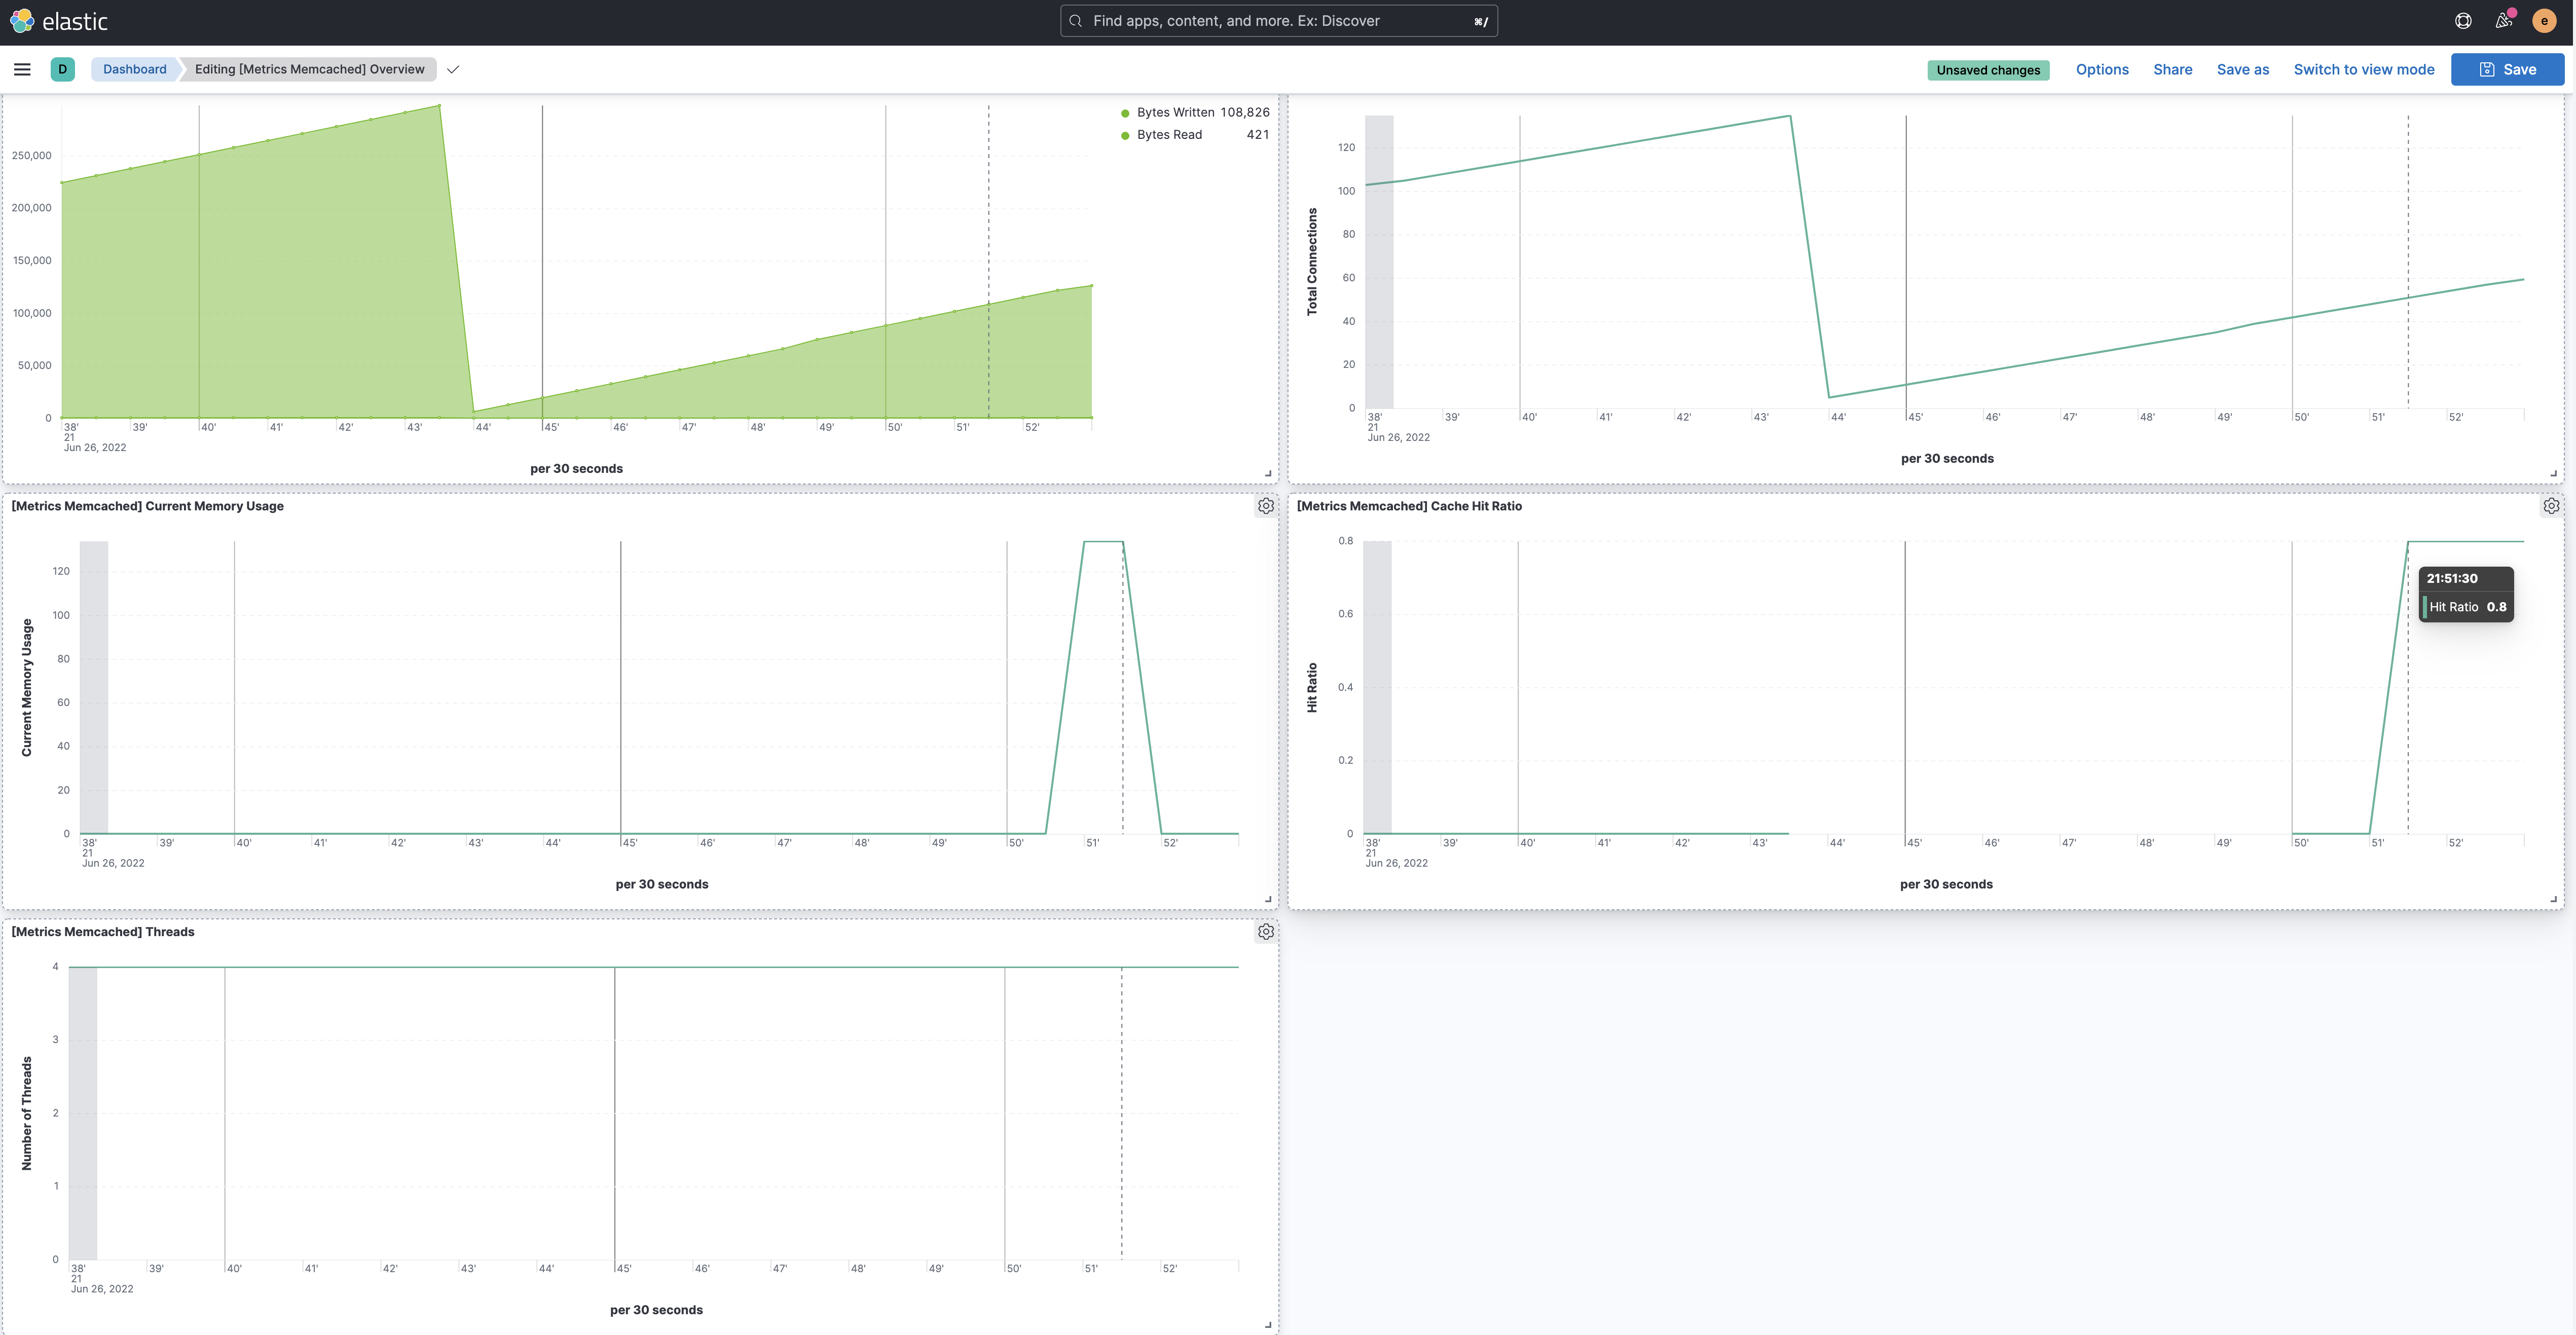 elastic
Find apps, content, and more. Ex: Discover
⌘/
e
D
Dashboard
Editing [Metrics Memcached] Overview
Unsaved changes
Options
Share
Save as
Switch to view mode
Save
250,000
200,000
150,000
100,000
50,000
0
38' 39' 40' 41' 42' 43' 44' 45' 46' 47' 48' 49' 50' 51' 52'
21
Jun 26, 2022
per 30 seconds
Bytes Written 108,826
Bytes Read 421
Total Connections
120
100
80
60
40
20
0
38' 39' 40' 41' 42' 43' 44' 45' 46' 47' 48' 49' 50' 51' 52'
21
Jun 26, 2022
per 30 seconds
[Metrics Memcached] Current Memory Usage
Current Memory Usage
120
100
80
60
40
20
0
38' 39' 40' 41' 42' 43' 44' 45' 46' 47' 48' 49' 50' 51' 52'
21
Jun 26, 2022
per 30 seconds
[Metrics Memcached] Cache Hit Ratio
Hit Ratio
0.8
0.6
0.4
0.2
0
38' 39' 40' 41' 42' 43' 44' 45' 46' 47' 48' 49' 50' 51' 52'
21
Jun 26, 2022
per 30 seconds
21:51:30
Hit Ratio 0.8
[Metrics Memcached] Threads
Number of Threads
4
3
2
1
0
38' 39' 40' 41' 42' 43' 44' 45' 46' 47' 48' 49' 50' 51' 52'
21
Jun 26, 2022
per 30 seconds